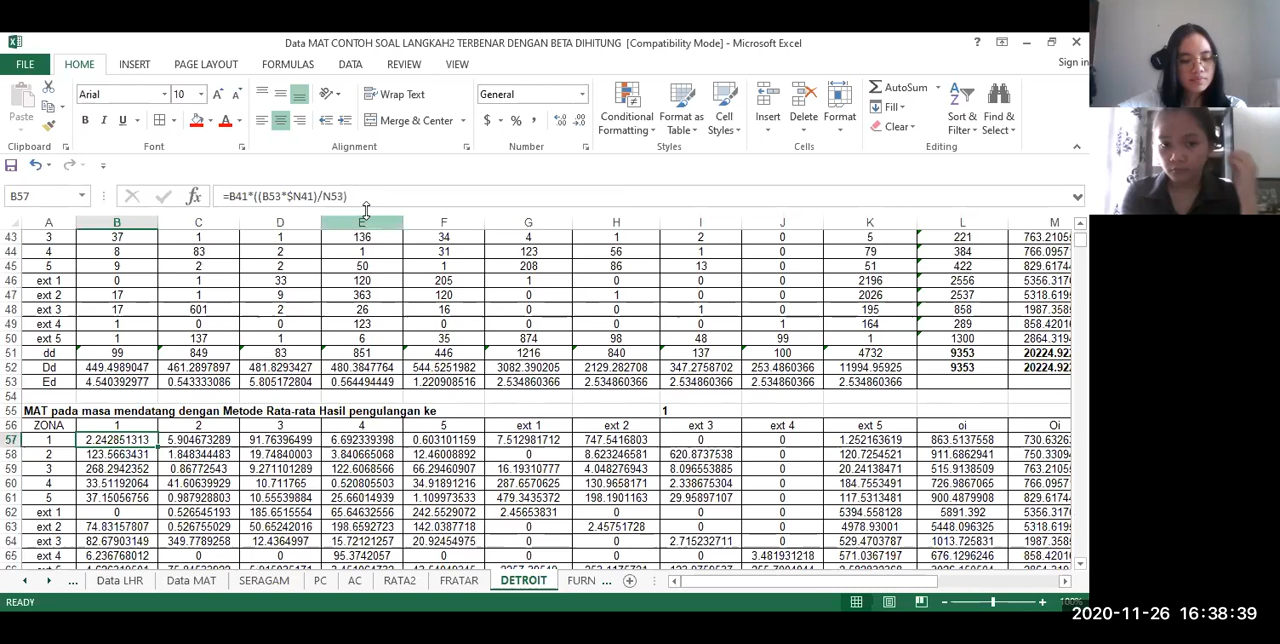 Data MAT CONTOH SOAL LANGKAH2 TERBENAR DENGAN BETA DIHITUNG [Compatibility Mode] - Microsoft Excel
FILE HOME INSERT PAGE LAYOUT FORMULAS DATA REVIEW VIEW Sign in
Paste Arial 10 Wrap Text General Conditional Formatting Format as Table Cell Styles Insert Delete Format AutoSum Fill Clear Sort & Filter Find & Select
B I U Merge & Center $ % ,
Clipboard Font Alignment Number Styles Cells Editing
B57 =B41*((B53*$N41)/N53)
A B C D E F G H I J K L M
43 3 37 1 1 136 34 4 1 2 0 5 221 763.2105
44 4 8 83 2 1 31 123 56 1 0 79 384 766.0957
45 5 9 2 2 50 1 208 86 13 0 51 422 829.6174
46 ext 1 0 1 33 120 205 1 0 0 0 2196 2556 5356.316
47 ext 2 17 1 9 363 120 0 1 0 0 2026 2537 5318.619
48 ext 3 17 601 2 26 16 0 0 1 0 195 858 1987.358
49 ext 4 1 0 0 123 0 0 0 0 1 164 289 858.4201
50 ext 5 1 137 1 6 35 874 98 48 99 1 1300 2864.319
51 dd 99 849 83 851 446 1216 840 137 100 4732 9353 20224.92
52 Dd 449.4989047 461.2897897 481.8293427 480.3847764 544.5251982 3082.390205 2129.282708 347.2758702 253.4860366 11994.95925 9353 20224.92
53 Ed 4.540392977 0.543333086 5.805172804 0.564494449 1.220908516 2.534860366 2.534860366 2.534860366 2.534860366 2.534860366
54
55 MAT pada masa mendatang dengan Metode Rata-rata Hasil pengulangan ke 1
56 ZONA 1 2 3 4 5 ext 1 ext 2 ext 3 ext 4 ext 5 oi Oi
57 1 2.242851313 5.904673289 91.76396499 6.692339398 0.603101159 7.512981712 747.5416803 0 0 1.252163619 863.5137558 730.6326
58 2 123.5663431 1.848344483 19.74840003 3.840665068 12.46008892 0 8.623246581 620.8737538 0 120.7254521 911.6862941 750.3309
59 3 268.2942352 0.86772543 9.271101189 122.6068566 66.29460907 16.19310777 4.048276943 8.096553885 0 20.24138471 515.9138509 763.2105
60 4 33.51192064 41.60639929 10.711765 0.520805503 34.91891216 287.6570625 130.9658171 2.338675304 0 184.7553491 726.9867065 766.0957
61 5 37.15056756 0.987928803 10.55539884 25.66014939 1.109973533 479.3435372 198.1901163 29.95897107 0 117.5313481 900.4879908 829.6174
62 ext 1 0 0.526545193 185.6515554 65.64632556 242.5529072 2.45653831 0 0 0 5394.558128 5891.392 5356.316
63 ext 2 74.83157807 0.526755029 50.65242016 198.6592723 142.0387718 0 2.45751728 0 0 4978.93001 5448.096325 5318.619
64 ext 3 82.67903149 349.7789258 12.4364997 15.72121257 20.92454975 0 0 2.715232711 0 529.4703787 1013.725831 1987.358
65 ext 4 6.236768012 0 0 95.3742057 0 0 0 0 3.481931218 571.0367197 676.1296246 858.4201
... Data LHR Data MAT SERAGAM PC AC RATA2 FRATAR DETROIT FURN ...
READY 100%
2020-11-26 16:38:39